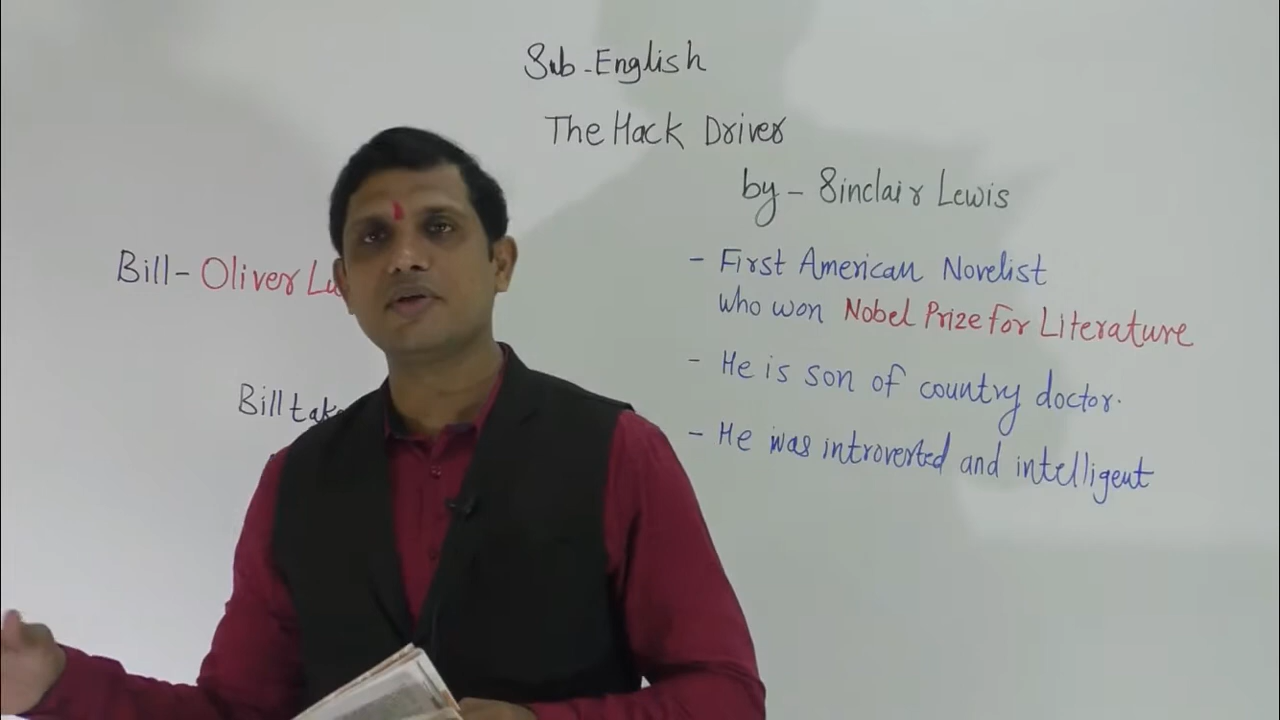 Sub - English
The Hack Driver
by - Sinclair Lewis
Bill - Oliver
- First American Novelist
who won Nobel Prize For Literature
- He is son of country doctor.
Bill
- He was introverted and intelligent